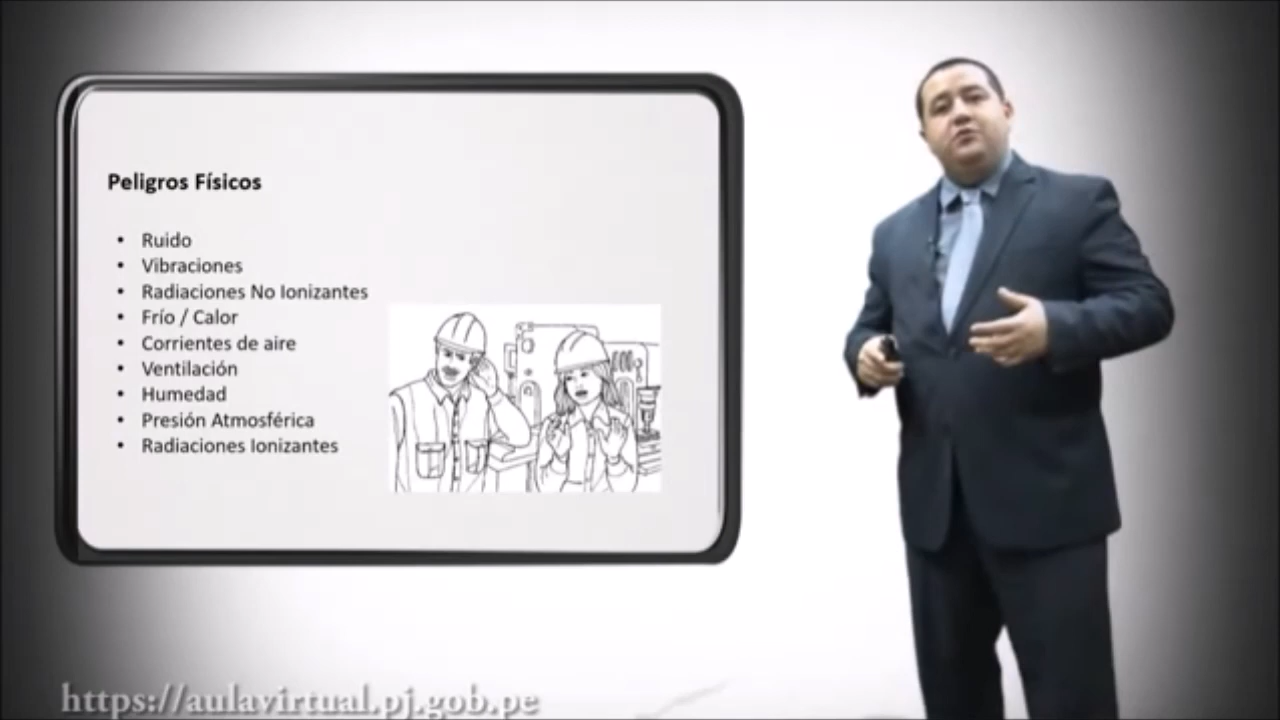 Peligros Físicos
• Ruido
• Vibraciones
• Radiaciones No Ionizantes
• Frío / Calor
• Corrientes de aire
• Ventilación
• Humedad
• Presión Atmosférica
• Radiaciones Ionizantes
https://aulavirtual.pj.gob.pe